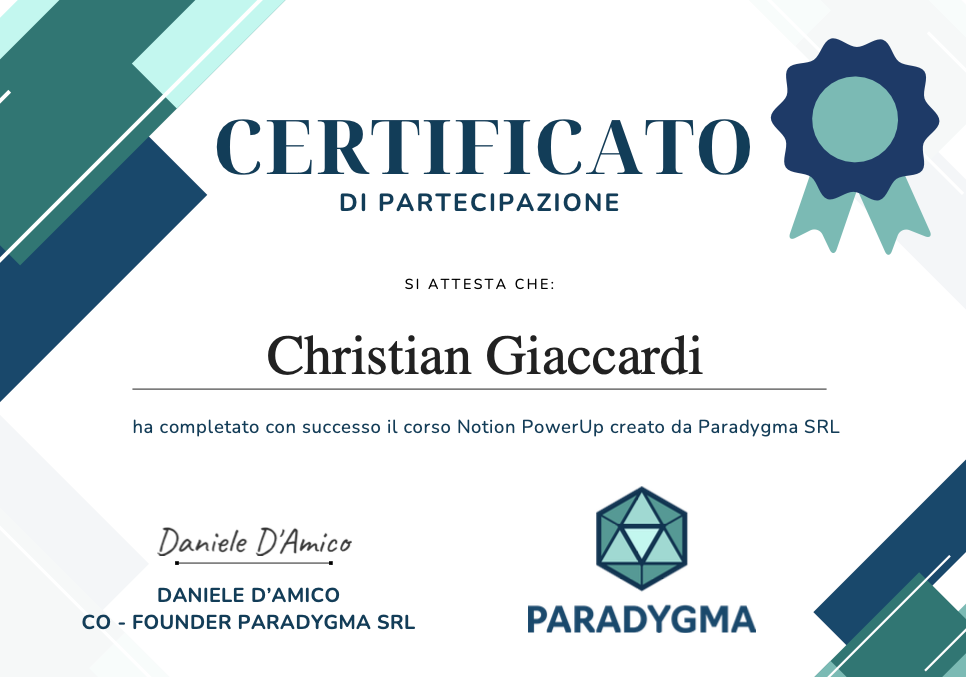 CERTIFICATO
DI PARTECIPAZIONE
SI ATTESTA CHE:
Christian Giaccardi
ha completato con successo il corso Notion PowerUp creato da Paradygma SRL
Daniele D'Amico
DANIELE D’AMICO
CO - FOUNDER PARADYGMA SRL
PARADYGMA